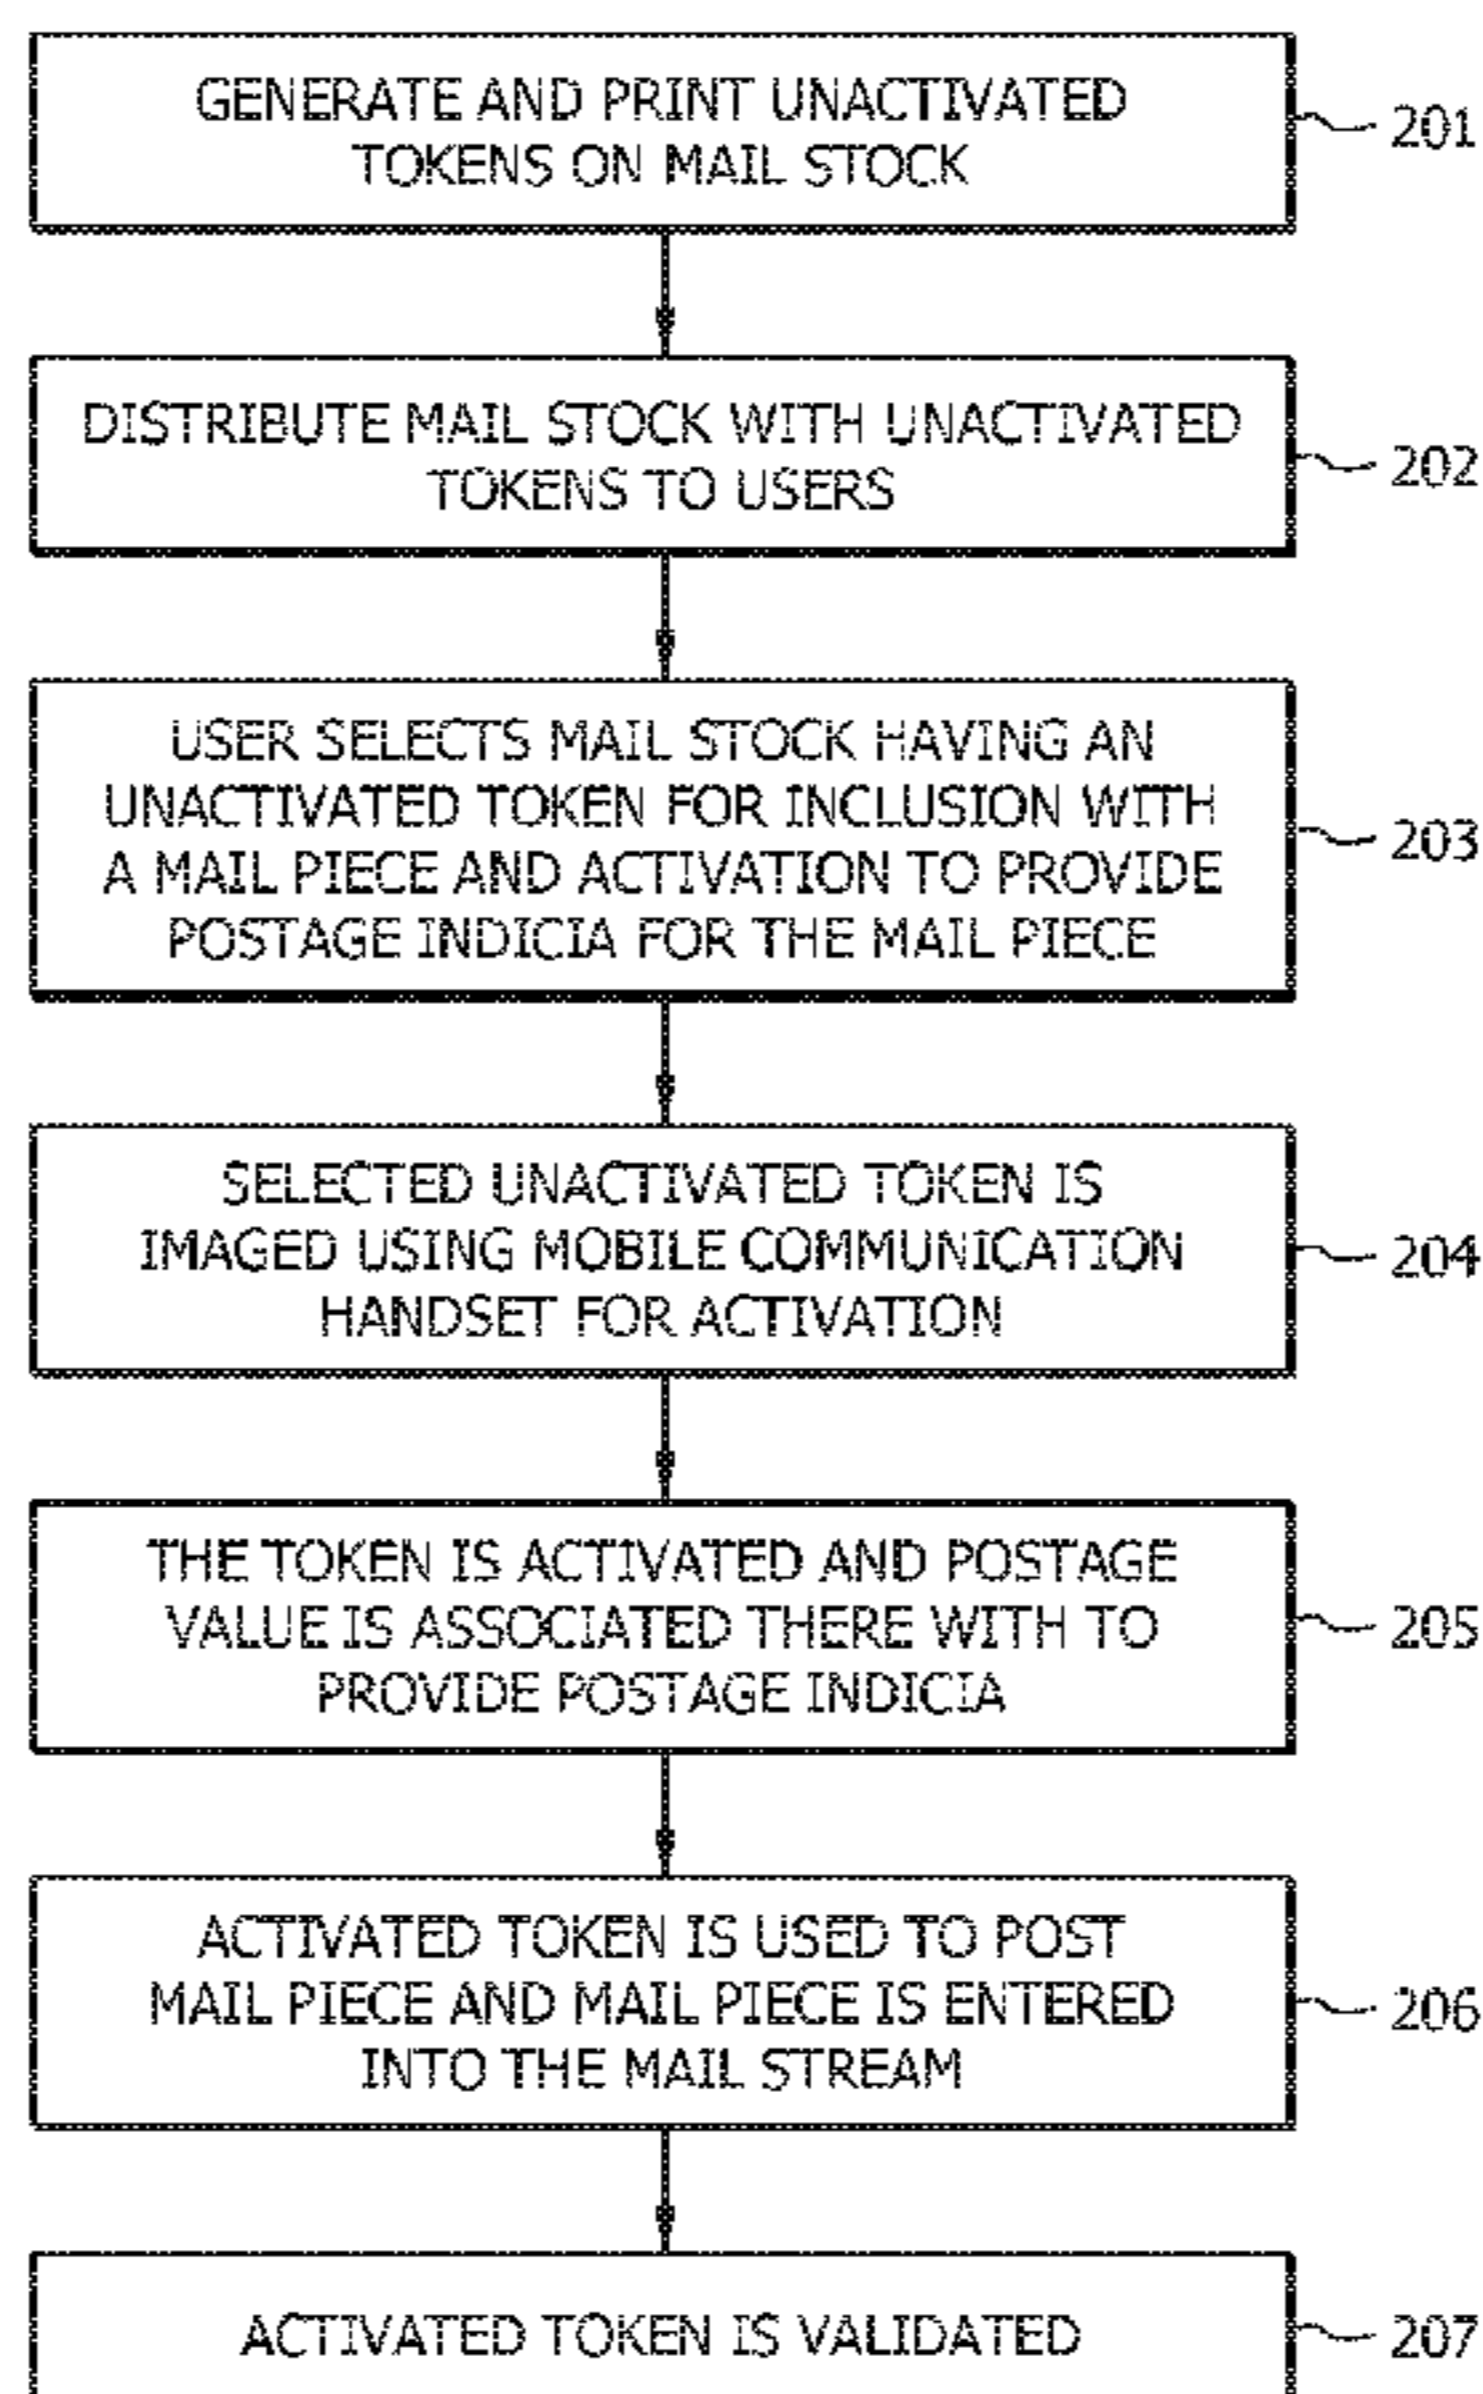 GENERATE AND PRINT UNACTIVATED
TOKENS ON MAIL STOCK
201
DISTRIBUTE MAIL STOCK WITH UNACTIVATED
TOKENS TO USERS
202
USER SELECTS MAIL STOCK HAVING AN
UNACTIVATED TOKEN FOR INCLUSION WITH
A MAIL PIECE AND ACTIVATION TO PROVIDE
POSTAGE INDICIA FOR THE MAIL PIECE
203
SELECTED UNACTIVATED TOKEN IS
IMAGED USING MOBILE COMMUNICATION
HANDSET FOR ACTIVATION
204
THE TOKEN IS ACTIVATED AND POSTAGE
VALUE IS ASSOCIATED THERE WITH TO
PROVIDE POSTAGE INDICIA
205
ACTIVATED TOKEN IS USED TO POST
MAIL PIECE AND MAIL PIECE IS ENTERED
INTO THE MAIL STREAM
206
ACTIVATED TOKEN IS VALIDATED
207